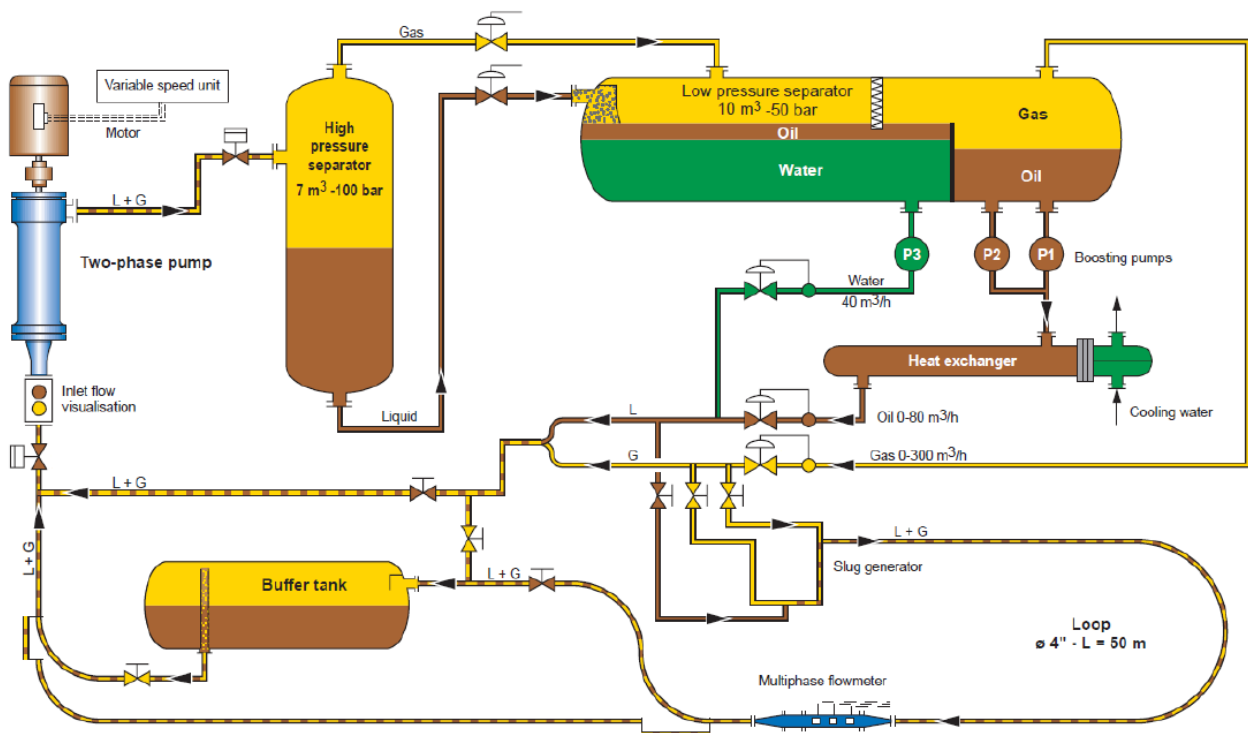 Variable speed unit
Motor
L + G
Two-phase pump
Inlet flow
visualisation
High
pressure
separator
7 m³ -100 bar
Gas
Liquid
Low pressure separator
10 m³ -50 bar
Oil
Water
Gas
Oil
P3
P2
P1
Boosting pumps
Water
40 m³/h
Heat exchanger
Cooling water
L
Oil 0-80 m³/h
G
Gas 0-300 m³/h
L + G
L + G
Slug generator
L + G
Buffer tank
L + G
Loop
ø 4" - L = 50 m
Multiphase flowmeter